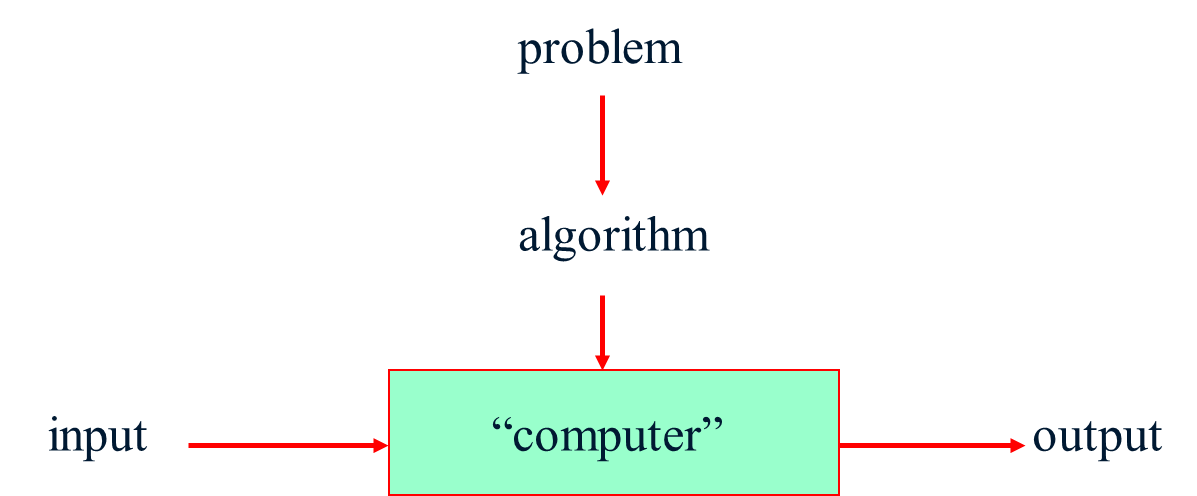 problem
algorithm
input
“computer”
output